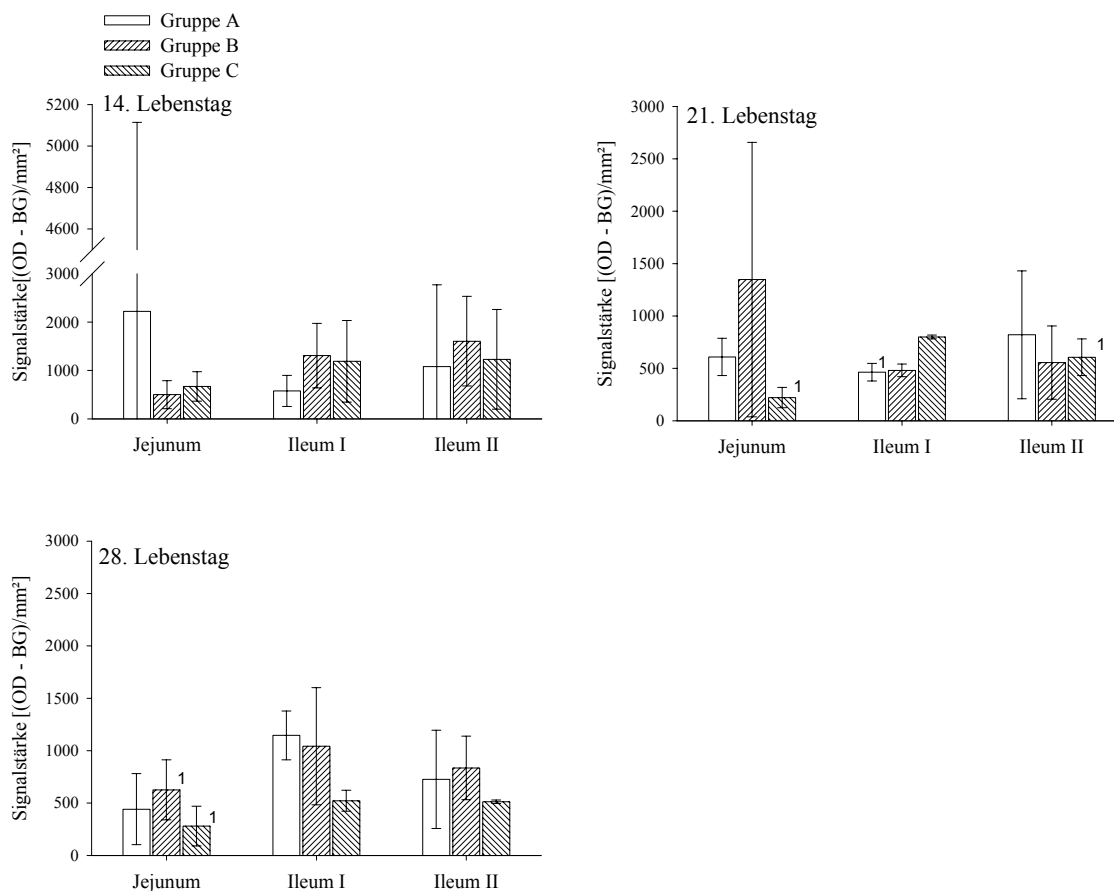 Gruppe A
Gruppe B
Gruppe C
14. Lebenstag
Signalstärke[(OD - BG)/mm²]
5200
5000
4800
4600
3000
2000
1000
0
Jejunum Ileum I Ileum II
21. Lebenstag
Signalstärke [(OD - BG)/mm²]
3000
2500
2000
1500
1000
500
0
1
1
1
Jejunum Ileum I Ileum II
28. Lebenstag
Signalstärke [(OD - BG)/mm²]
3000
2500
2000
1500
1000
500
0
1
1
Jejunum Ileum I Ileum II